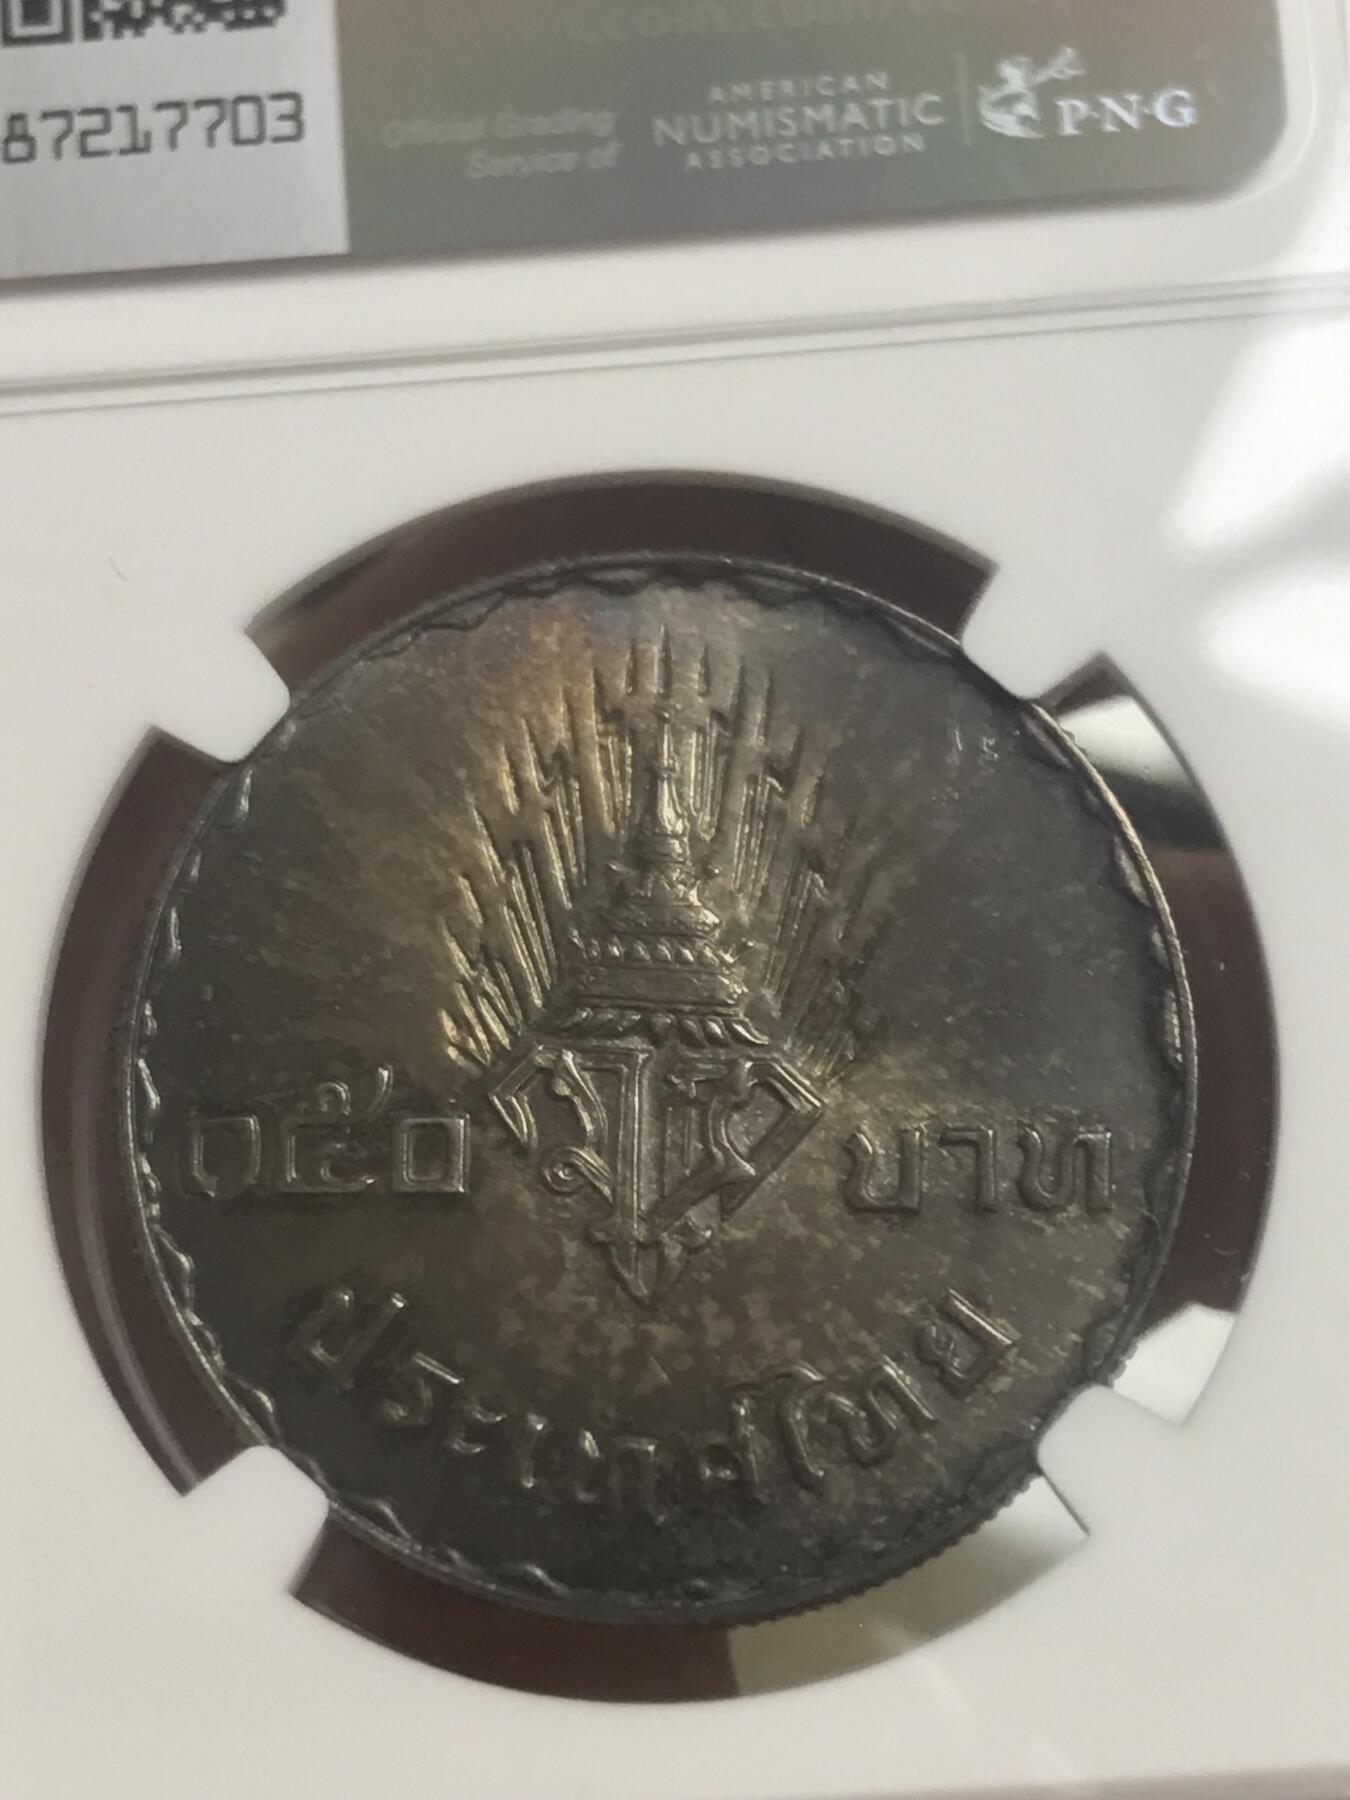 87217703
Official Grading
Service of
AMERICAN
NUMISMATIC
ASSOCIATION
P·N·G
๑๕๐
บาท
ประเทศไทย